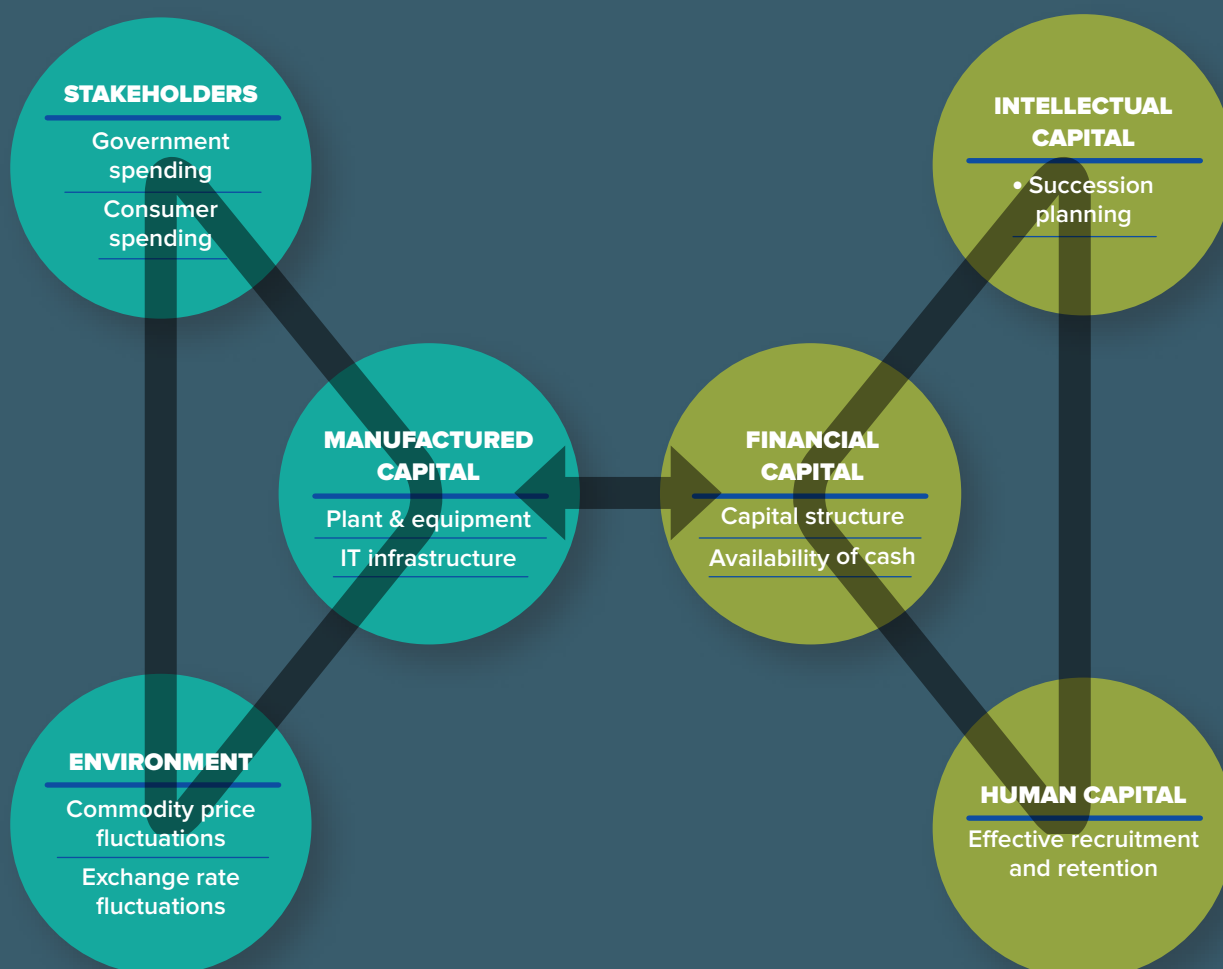 STAKEHOLDERS
Government
spending
Consumer
spending
INTELLECTUAL
CAPITAL
• Succession
planning
MANUFACTURED
CAPITAL
Plant & equipment
IT infrastructure
FINANCIAL
CAPITAL
Capital structure
Availability of cash
ENVIRONMENT
Commodity price
fluctuations
Exchange rate
fluctuations
HUMAN CAPITAL
Effective recruitment
and retention